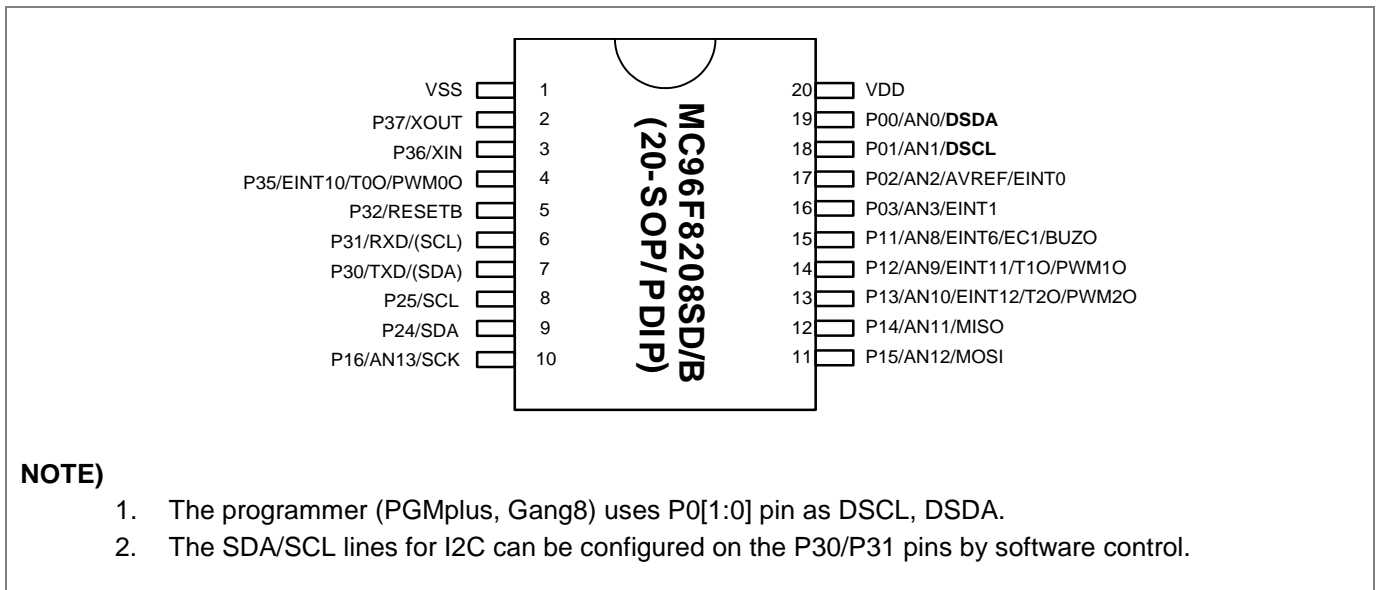 VSS 1
P37/XOUT 2
P36/XIN 3
P35/EINT10/T0O/PWM0O 4
P32/RESETB 5
P31/RXD/(SCL) 6
P30/TXD/(SDA) 7
P25/SCL 8
P24/SDA 9
P16/AN13/SCK 10
MC96F8208SD/B
(20-SOP/PDIP)
20 VDD
19 P00/AN0/DSDA
18 P01/AN1/DSCL
17 P02/AN2/AVREF/EINT0
16 P03/AN3/EINT1
15 P11/AN8/EINT6/EC1/BUZO
14 P12/AN9/EINT11/T1O/PWM1O
13 P13/AN10/EINT12/T2O/PWM2O
12 P14/AN11/MISO
11 P15/AN12/MOSI
NOTE)
1. The programmer (PGMplus, Gang8) uses P0[1:0] pin as DSCL, DSDA.
2. The SDA/SCL lines for I2C can be configured on the P30/P31 pins by software control.